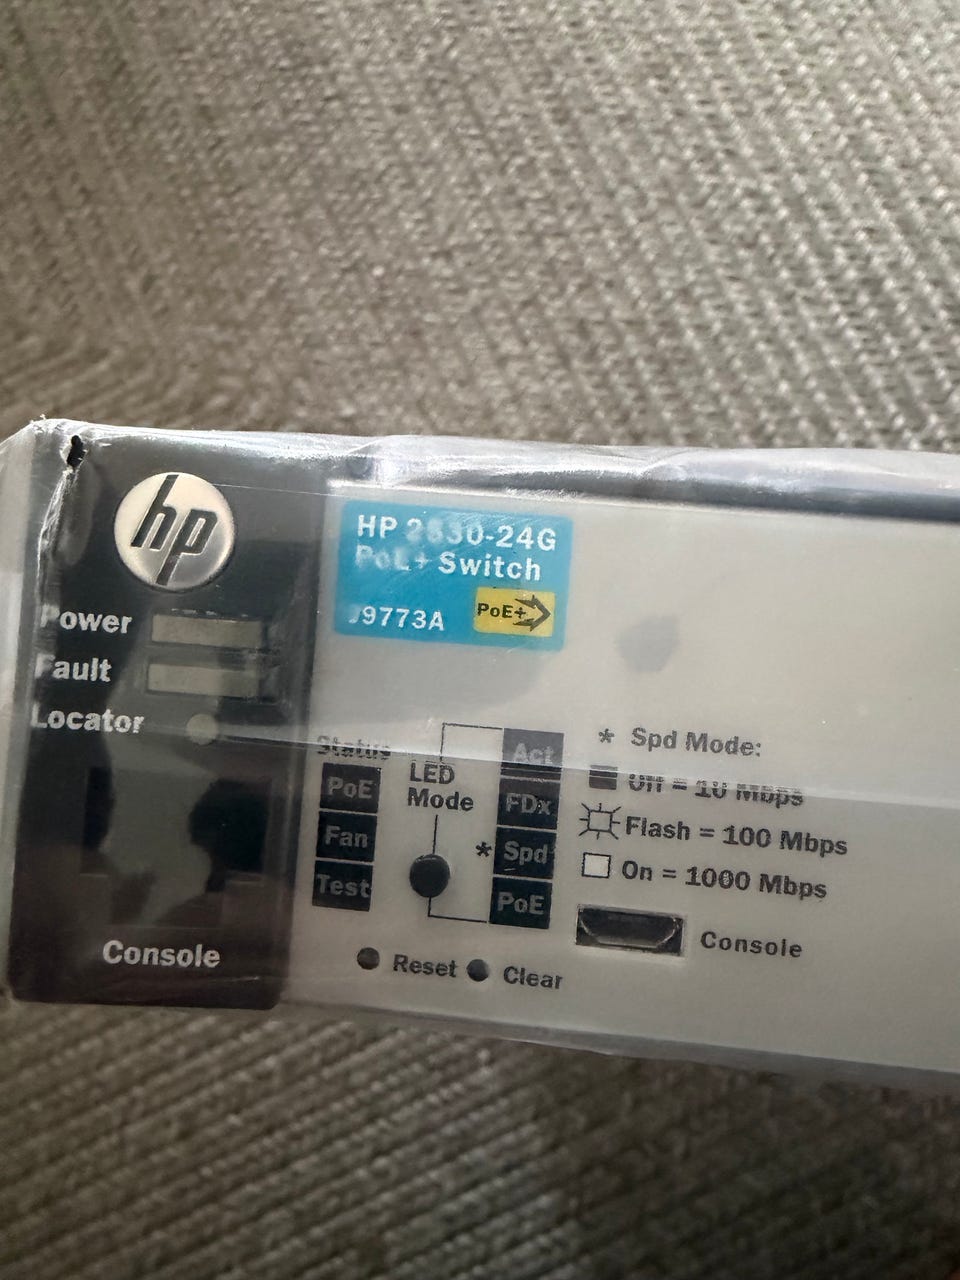 hp
HP 2530-24G
PoE+ Switch
J9773A
PoE+
Power
Fault
Locator
Console
Status
PoE
Fan
Test
LED
Mode
Act
FDx
* Spd
PoE
* Spd Mode:
Off = 10 Mbps
Flash = 100 Mbps
On = 1000 Mbps
Console
Reset
Clear